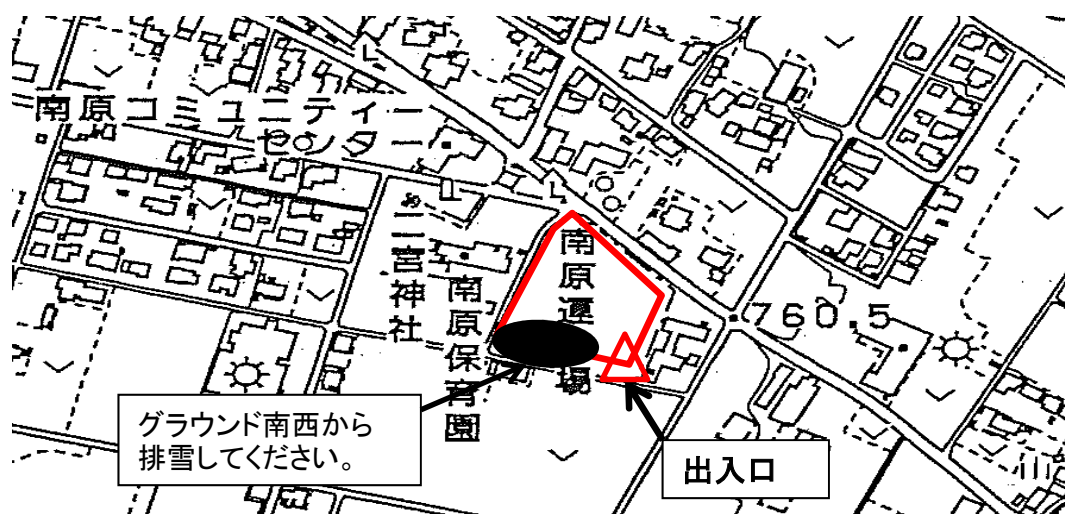 南原コミュニティー
センター
二宮神社
南原保育園
南原運
場
760.5
川
グラウンド南西から
排雪してください。
出入口